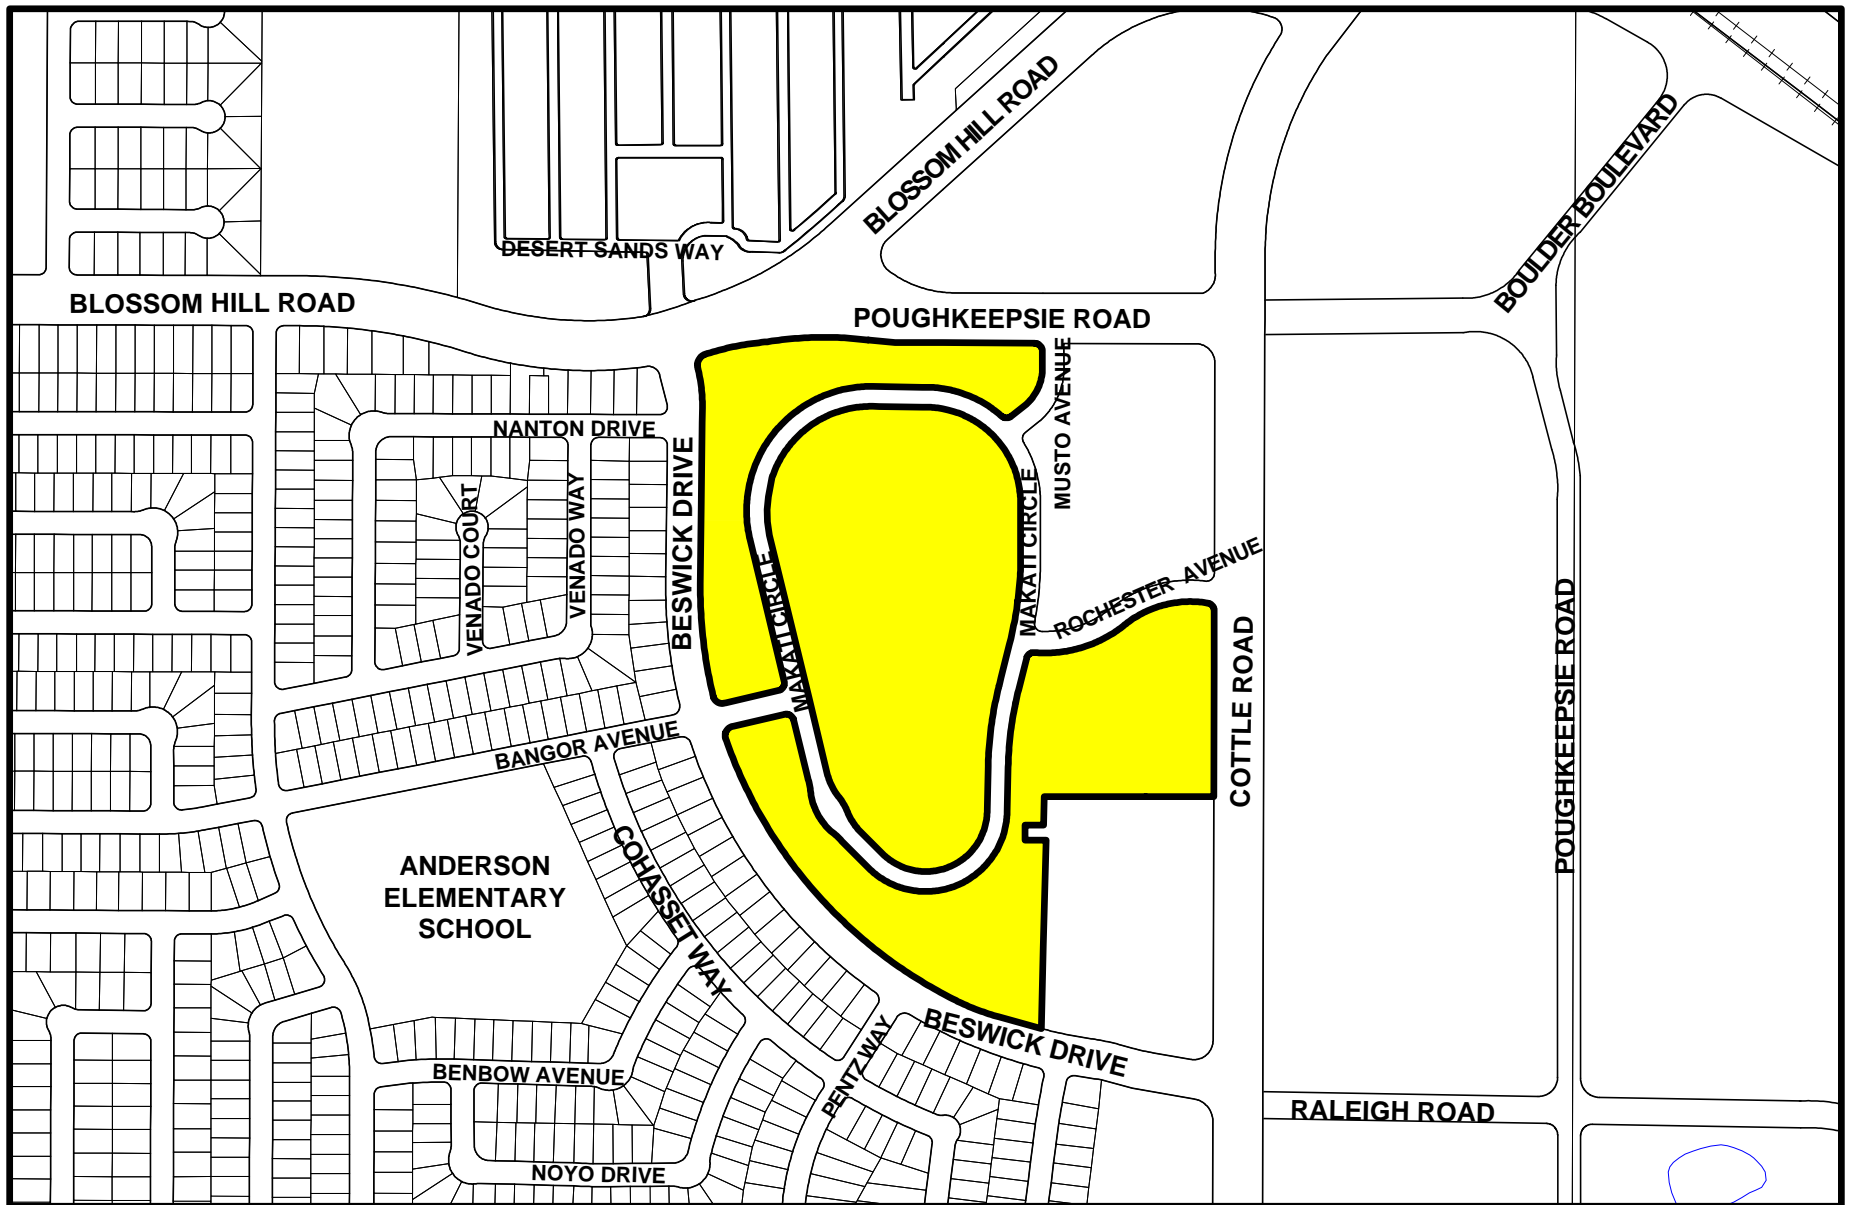 BLOSSOM HILL ROAD
BOULDER BOULEVARD
DESERT SANDS WAY
BLOSSOM HILL ROAD
POUGHKEEPSIE ROAD
MUSTO AVENUE
NANTON DRIVE
BESWICK DRIVE
VENADO COURT
VENADO WAY
MAKATI CIRCLE
MAKATI CIRCLE
ROCHESTER AVENUE
COTTLE ROAD
POUGHKEEPSIE ROAD
BANGOR AVENUE
COHASSET WAY
ANDERSON
ELEMENTARY
SCHOOL
BESWICK DRIVE
PENTZ WAY
BENBOW AVENUE
RALEIGH ROAD
NOYO DRIVE